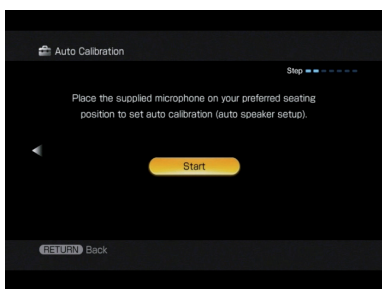 Auto Calibration
Step
Place the supplied microphone on your preferred seating
position to set auto calibration (auto speaker setup).
Start
RETURN Back